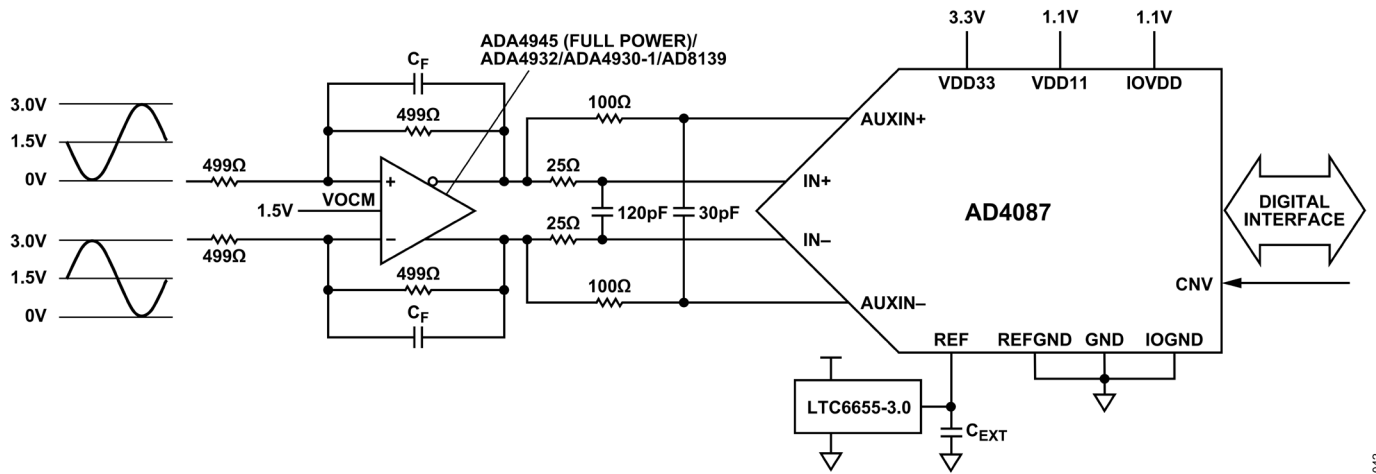 ADA4945 (FULL POWER)/
ADA4932/ADA4930-1/AD8139
3.3V
1.1V
1.1V
CF
VDD33
VDD11
IOVDD
3.0V
1.5V
0V
499Ω
100Ω
AUXIN+
499Ω
25Ω
IN+
VOCM
1.5V
+
−
120pF
30pF
AD4087
DIGITAL
INTERFACE
3.0V
1.5V
0V
499Ω
25Ω
IN–
499Ω
100Ω
AUXIN–
CF
CNV
REF
REFGND
GND
IOGND
LTC6655-3.0
CEXT